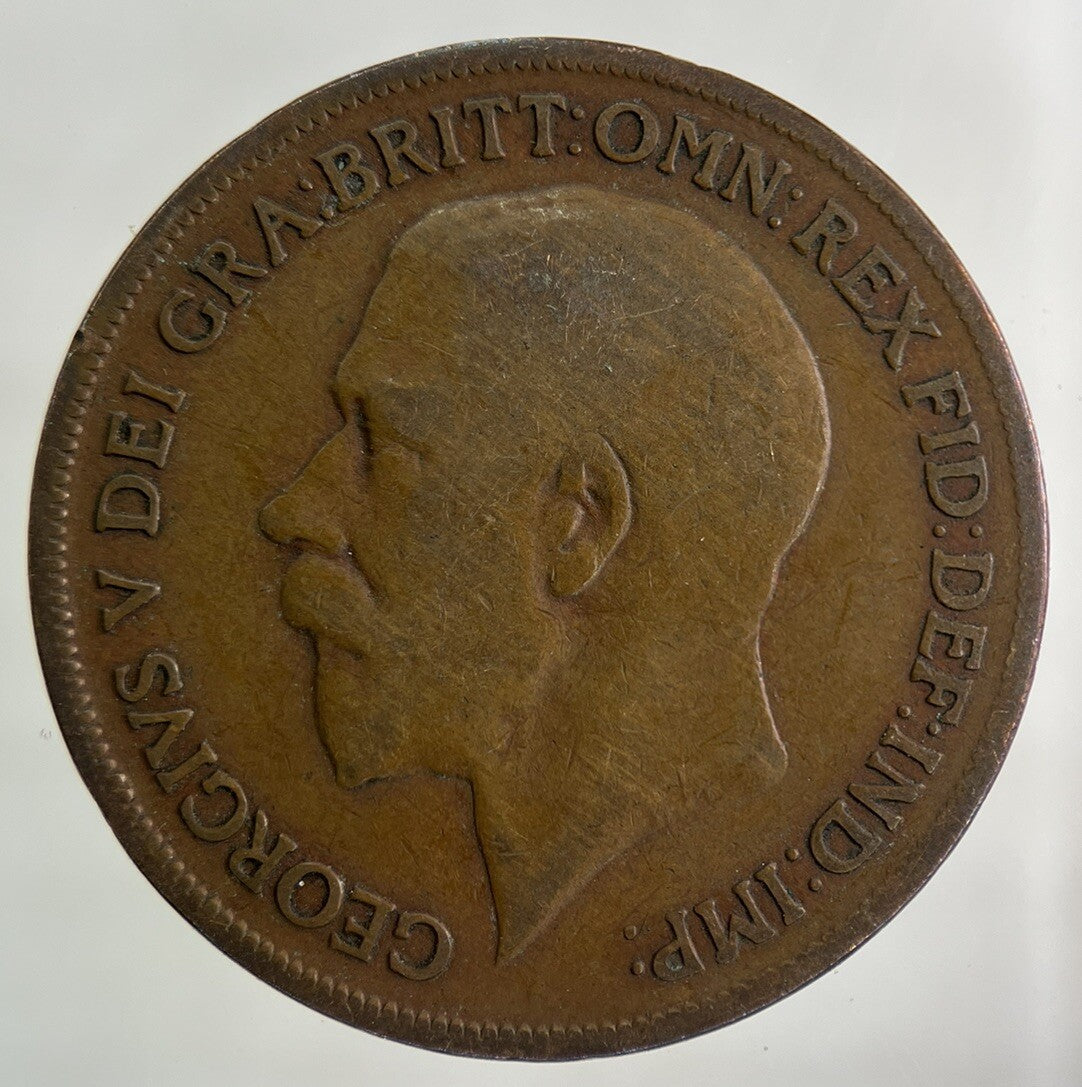 GEORGIVS V DEI GRA:BRITT:OMN:REX FID:DEF:IND:IMP: